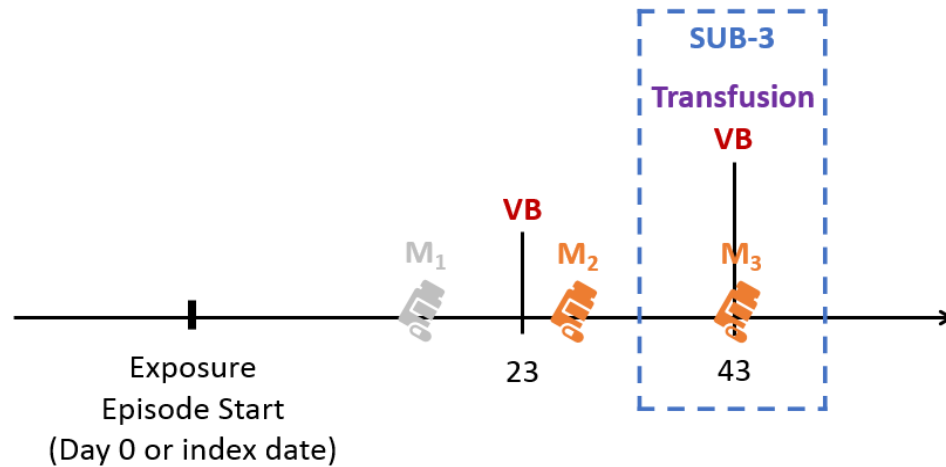 SUB-3
Transfusion
VB
VB
M₁
M₂
M₃
23
43
Exposure
Episode Start
(Day 0 or index date)